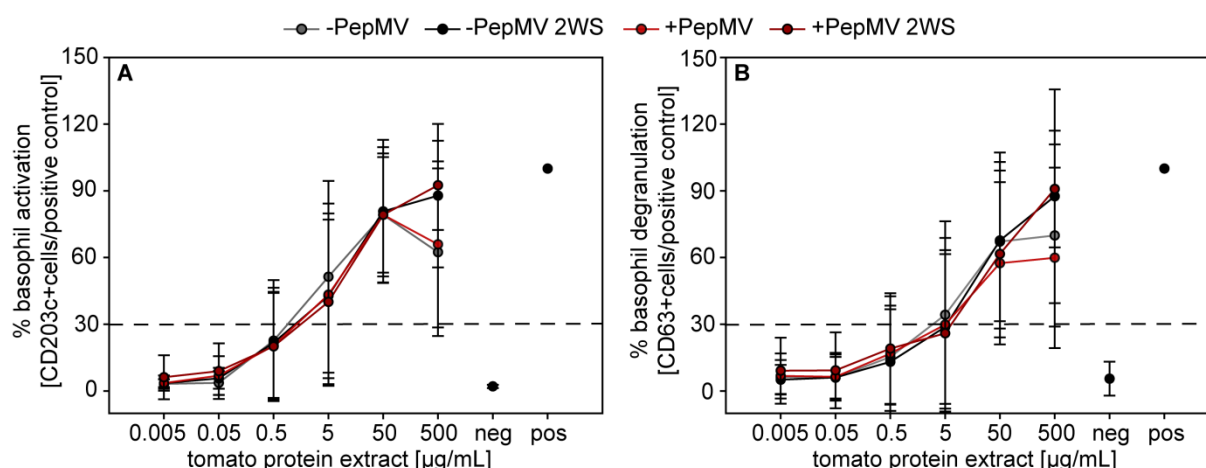 -PepMV -PepMV 2WS +PepMV +PepMV 2WS
A
% basophil activation
[CD203c+cells/positive control]
150
120
90
60
30
0
0.005 0.05 0.5 5 50 500 neg pos
tomato protein extract [µg/mL]
B
% basophil degranulation
[CD63+cells/positive control]
150
120
90
60
30
0
0.005 0.05 0.5 5 50 500 neg pos
tomato protein extract [µg/mL]